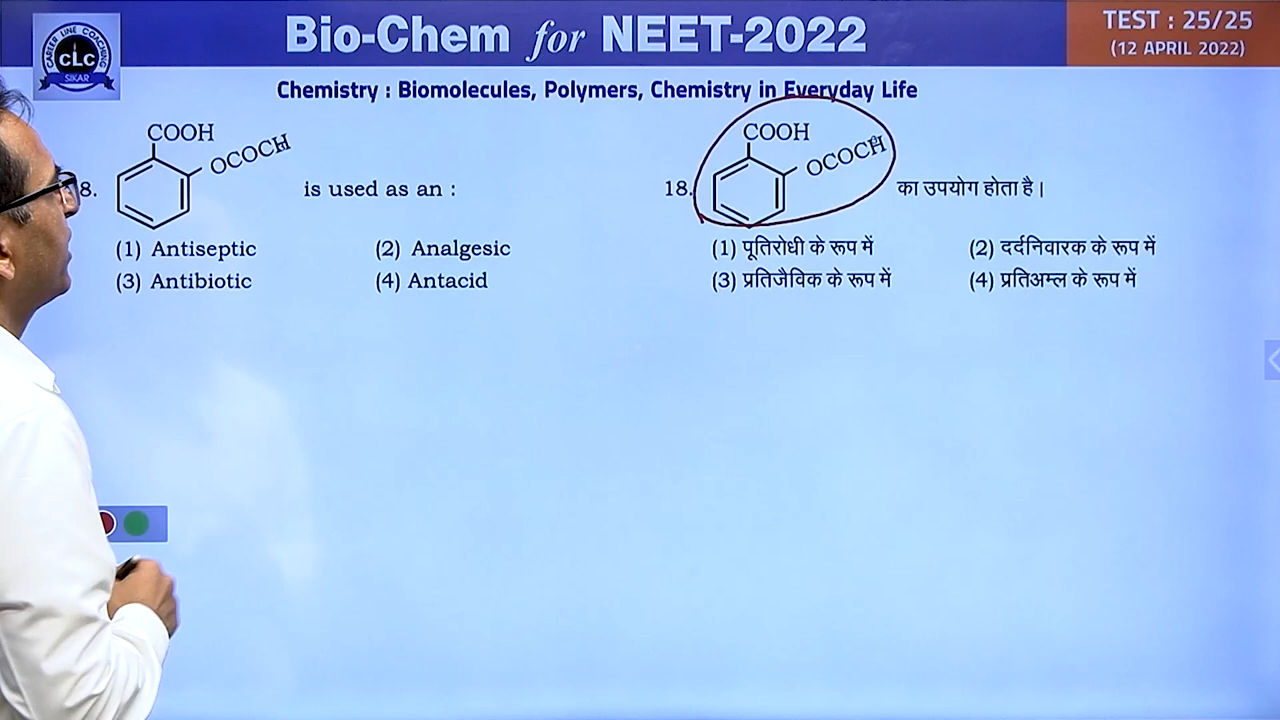 Bio-Chem for NEET-2022
TEST : 25/25
(12 APRIL 2022)
CAREER LINE COACHING
CLC
SIKAR
Chemistry : Biomolecules, Polymers, Chemistry in Everyday Life
COOH
OCOCH
8. is used as an :
(1) Antiseptic (2) Analgesic
(3) Antibiotic (4) Antacid
COOH
OCOCH
18. का उपयोग होता है।
(1) पूतिरोधी के रूप में (2) दर्दनिवारक के रूप में
(3) प्रतिजैविक के रूप में (4) प्रतिअम्ल के रूप में